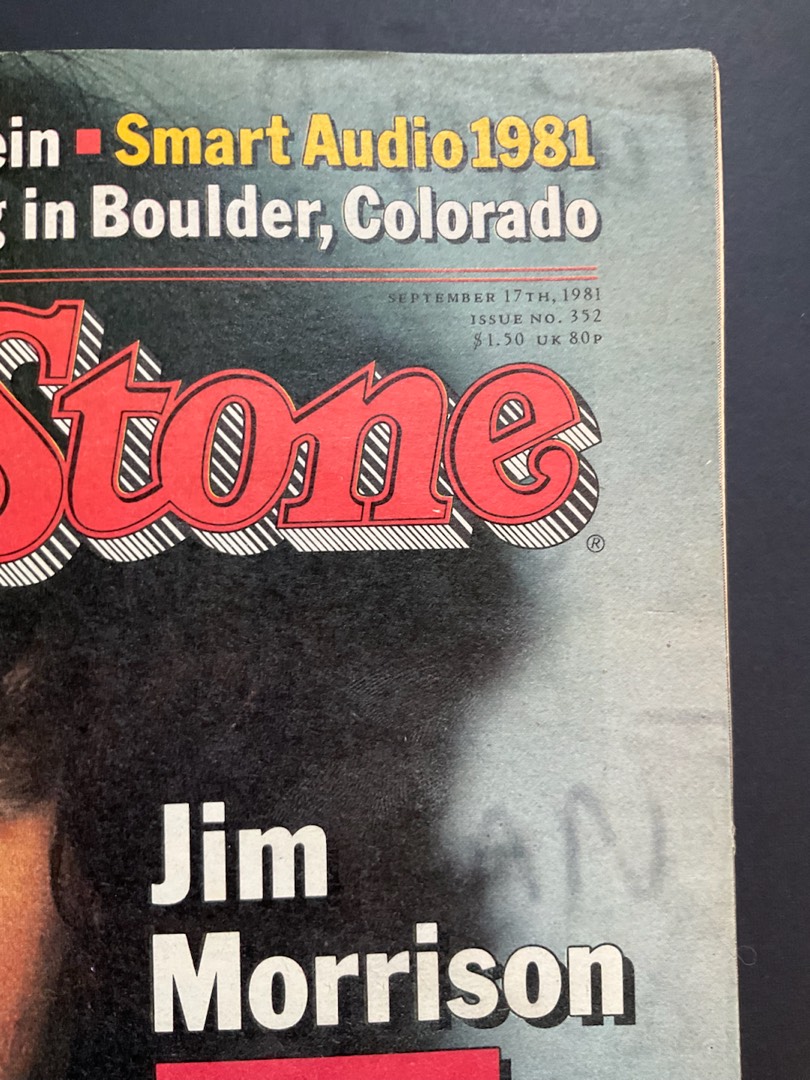 ein ▪ Smart Audio 1981
g in Boulder, Colorado
SEPTEMBER 17TH, 1981
ISSUE NO. 352
$1.50 UK 80P
Stone
®
Jim
Morrison